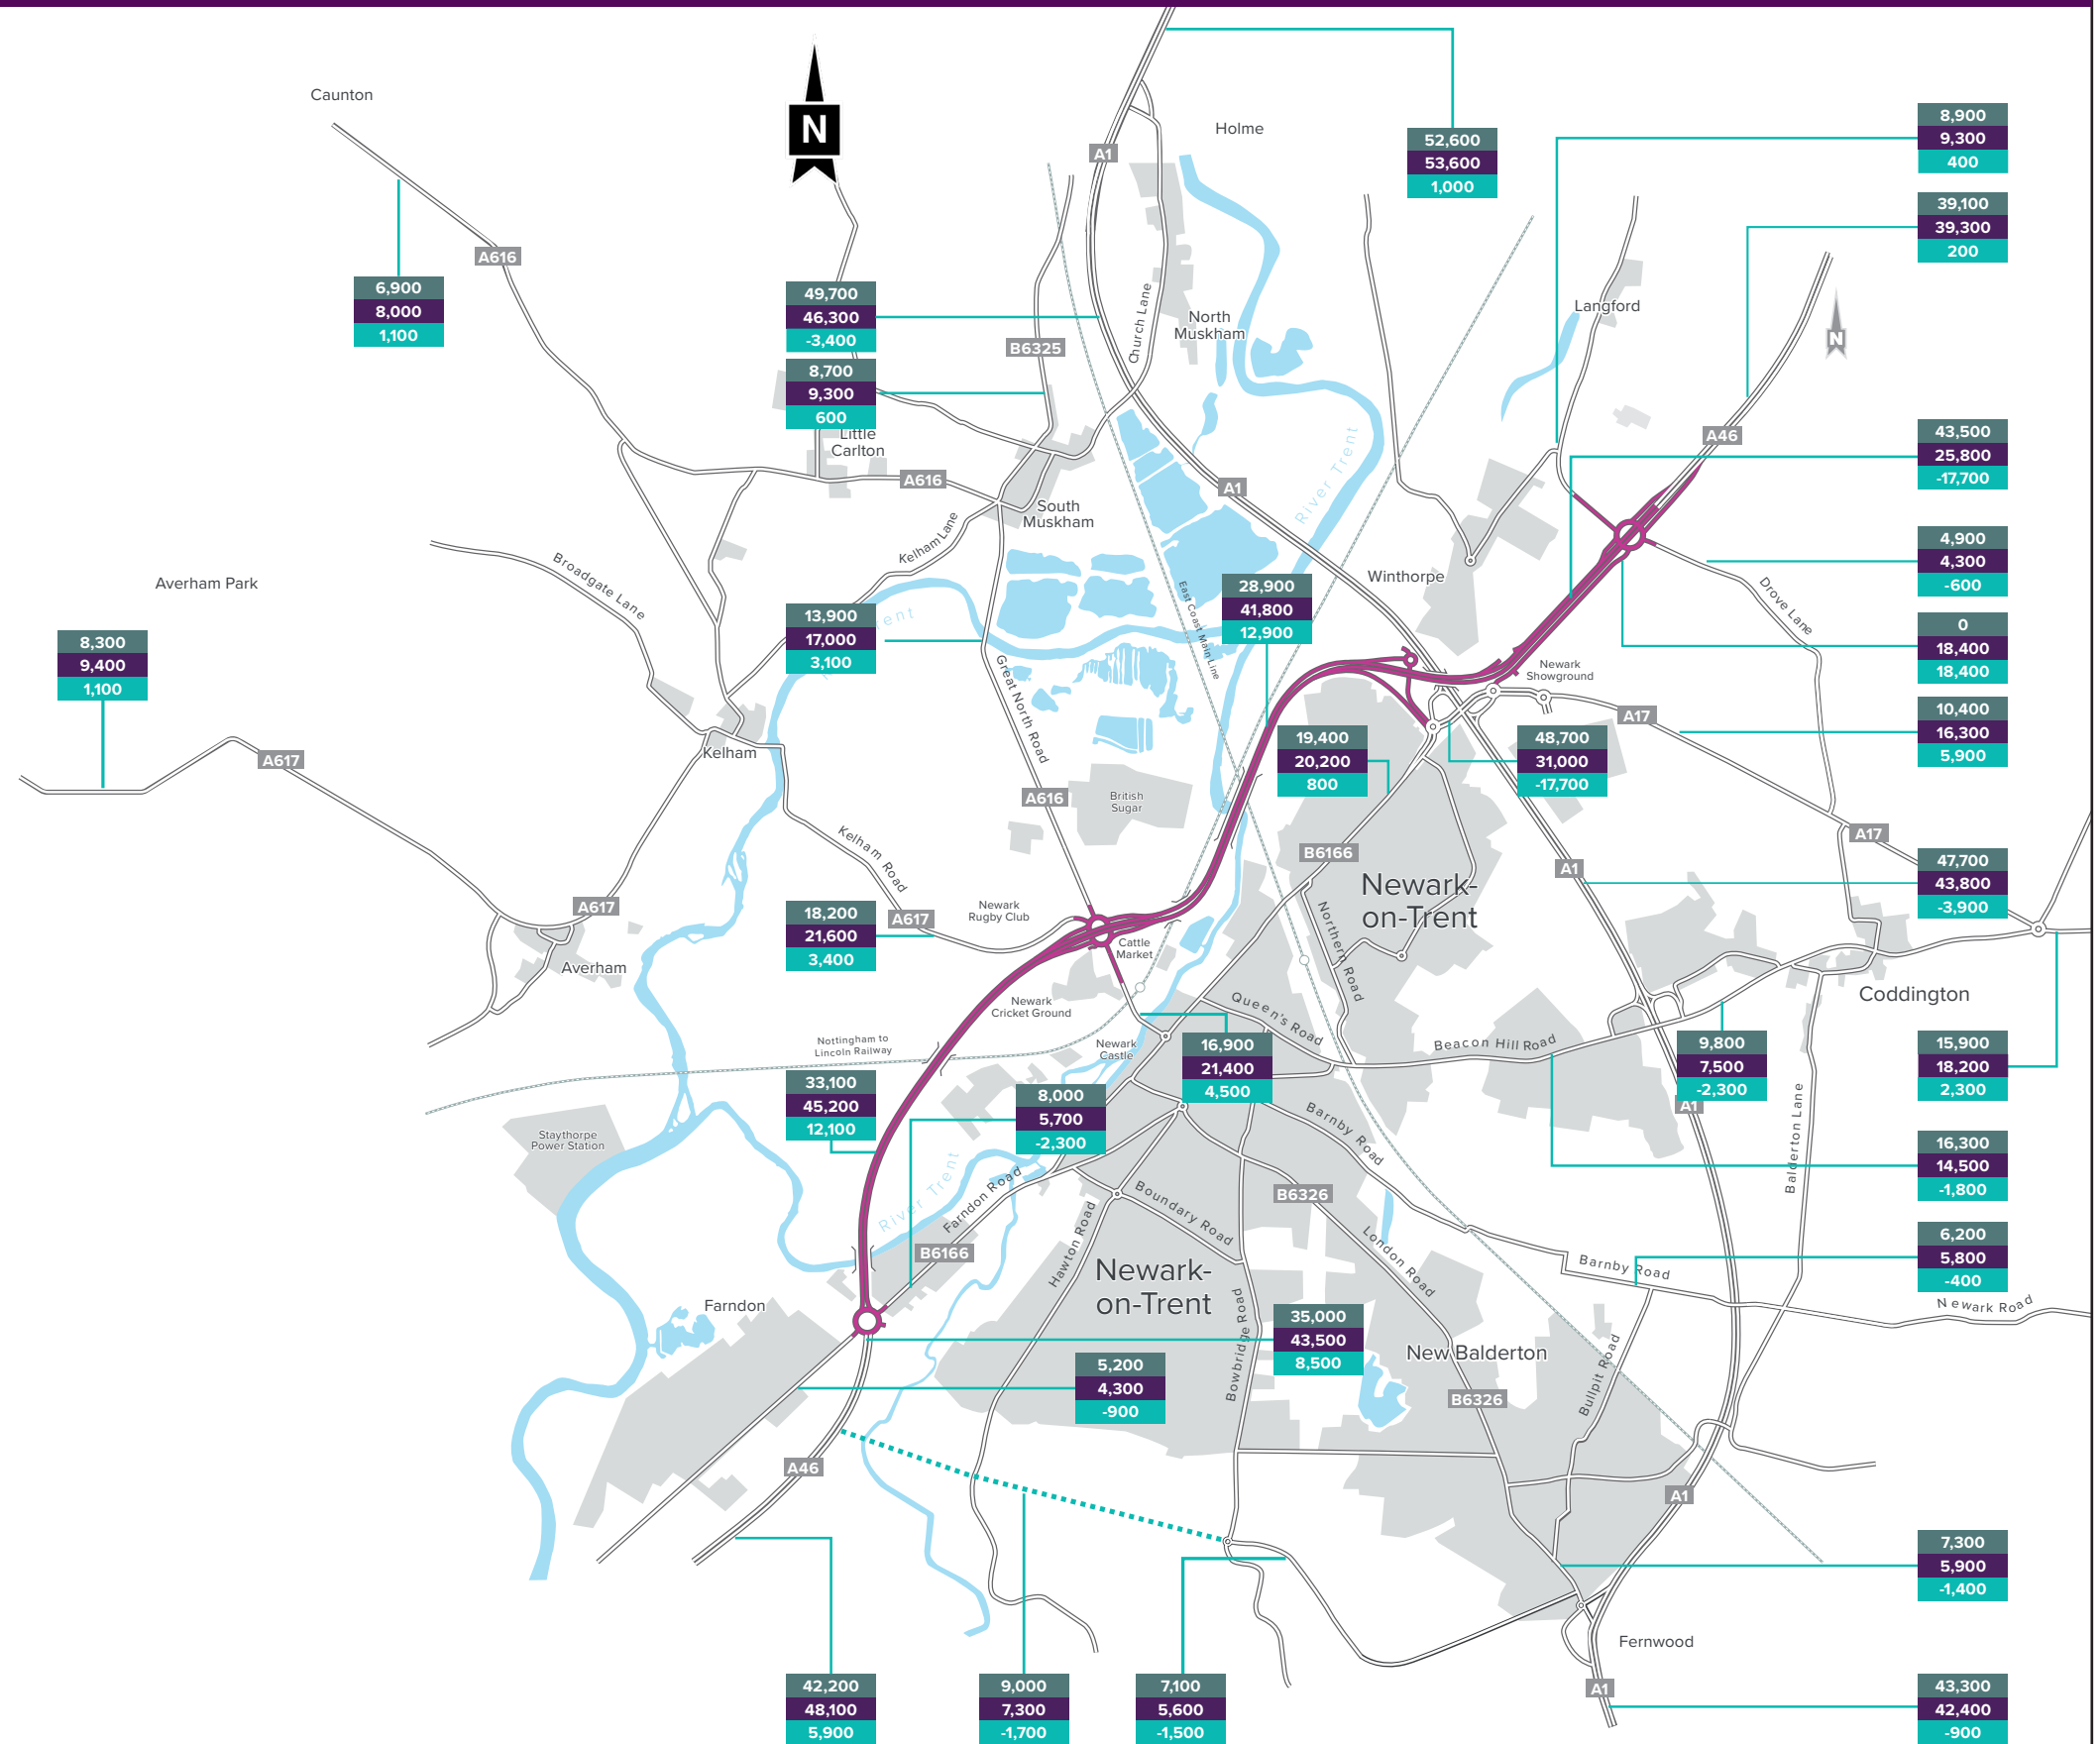 Caunton
N
Holme
A1
52,600
53,600
1,000
8,900
9,300
400
39,100
39,300
200
A616
6,900
8,000
1,100
49,700
46,300
-3,400
8,700
9,300
600
B6325
Church Lane
North
Muskham
Langford
N
A46
43,500
25,800
-17,700
Little
Carlton
A616
A1
River Trent
South
Muskham
Kelham Lane
4,900
4,300
-600
Averham Park
Broadgate Lane
Winthorpe
Drove Lane
28,900
41,800
12,900
East Coast Main Line
13,900
17,000
3,100
0
18,400
18,400
8,300
9,400
1,100
Great North Road
Newark
Showground
A17
10,400
16,300
5,900
19,400
20,200
800
48,700
31,000
-17,700
Kelham
A617
A616
British
Sugar
Kelham Road
B6166
A17
47,700
43,800
-3,900
A1
Newark-
on-Trent
A617
18,200
21,600
3,400
A617
Newark
Rugby Club
Cattle
Market
Northern Road
Averham
Coddington
Newark
Cricket Ground
Queen's Road
Nottingham to
Lincoln Railway
Newark
Castle
16,900
21,400
4,500
Beacon Hill Road
9,800
7,500
-2,300
15,900
18,200
2,300
33,100
45,200
12,100
8,000
5,700
-2,300
A1
Staythorpe
Power Station
Barnby Road
Balderton Lane
16,300
14,500
-1,800
River Trent
Farndon Road
B6326
Boundary Road
Hawton Road
B6166
London Road
6,200
5,800
-400
Barnby Road
Newark Road
Newark-
on-Trent
Farndon
35,000
43,500
8,500
Bowbridge Road
New Balderton
Bullpit Road
5,200
4,300
-900
B6326
A46
A1
7,300
5,900
-1,400
Fernwood
42,200
48,100
5,900
9,000
7,300
-1,700
7,100
5,600
-1,500
A1
43,300
42,400
-900